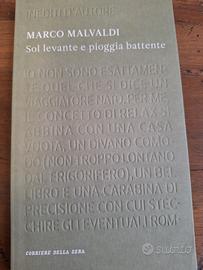 INEDITI D'AUTORE
MARCO MALVALDI
Sol levante e pioggia battente
IO NON SONO ESATTAMEN-
TE QUEL CHE SI DICE UN
VIAGGIATORE NATO. PER ME
IL CONCETTO DI RELAX SI
ABBINA CON UNA CASA
VUOTA, UN DIVANO COMO-
DO (NON TROPPO LONTANO
DAL FRIGORIFERO), UN BEL
LIBRO E UNA CARABINA DI
PRECISIONE CON CUI STEC-
CHIRE GLI EVENTUALI ROM-
CORRIERE DELLA SERA
subito